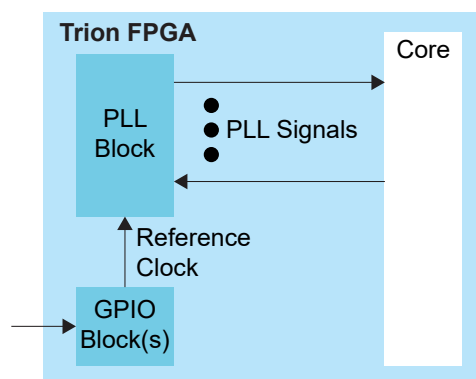 Trion FPGA
Core
PLL
Block
PLL Signals
Reference
Clock
GPIO
Block(s)